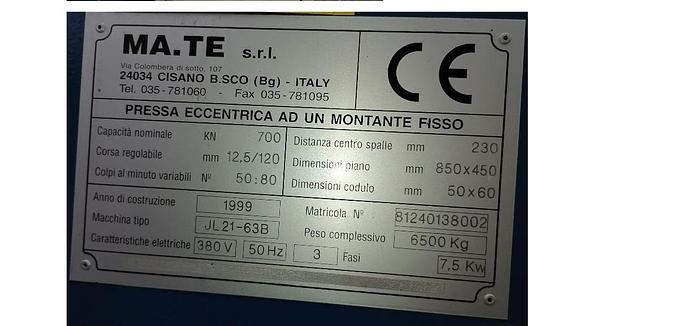 MA.TE s.r.l.
Via Colombera di sotto, 107
24034 CISANO B.SCO (Bg) - ITALY
Tel. 035-781060 - Fax 035-781095
CE
PRESSA ECCENTRICA AD UN MONTANTE FISSO
Capacità nominale KN 700
Corsa regolabile mm 12,5/120
Colpi al minuto variabili N° 50:80
Distanza centro spalle mm 230
Dimensioni piano mm 850x450
Dimensioni codulo mm 50x60
Anno di costruzione 1999
Macchina tipo JL21-63B
Matricola N° 81240138002
Peso complessivo 6500 Kg
Caratteristiche elettriche 380 V 50 Hz 3 Fasi 7,5 Kw